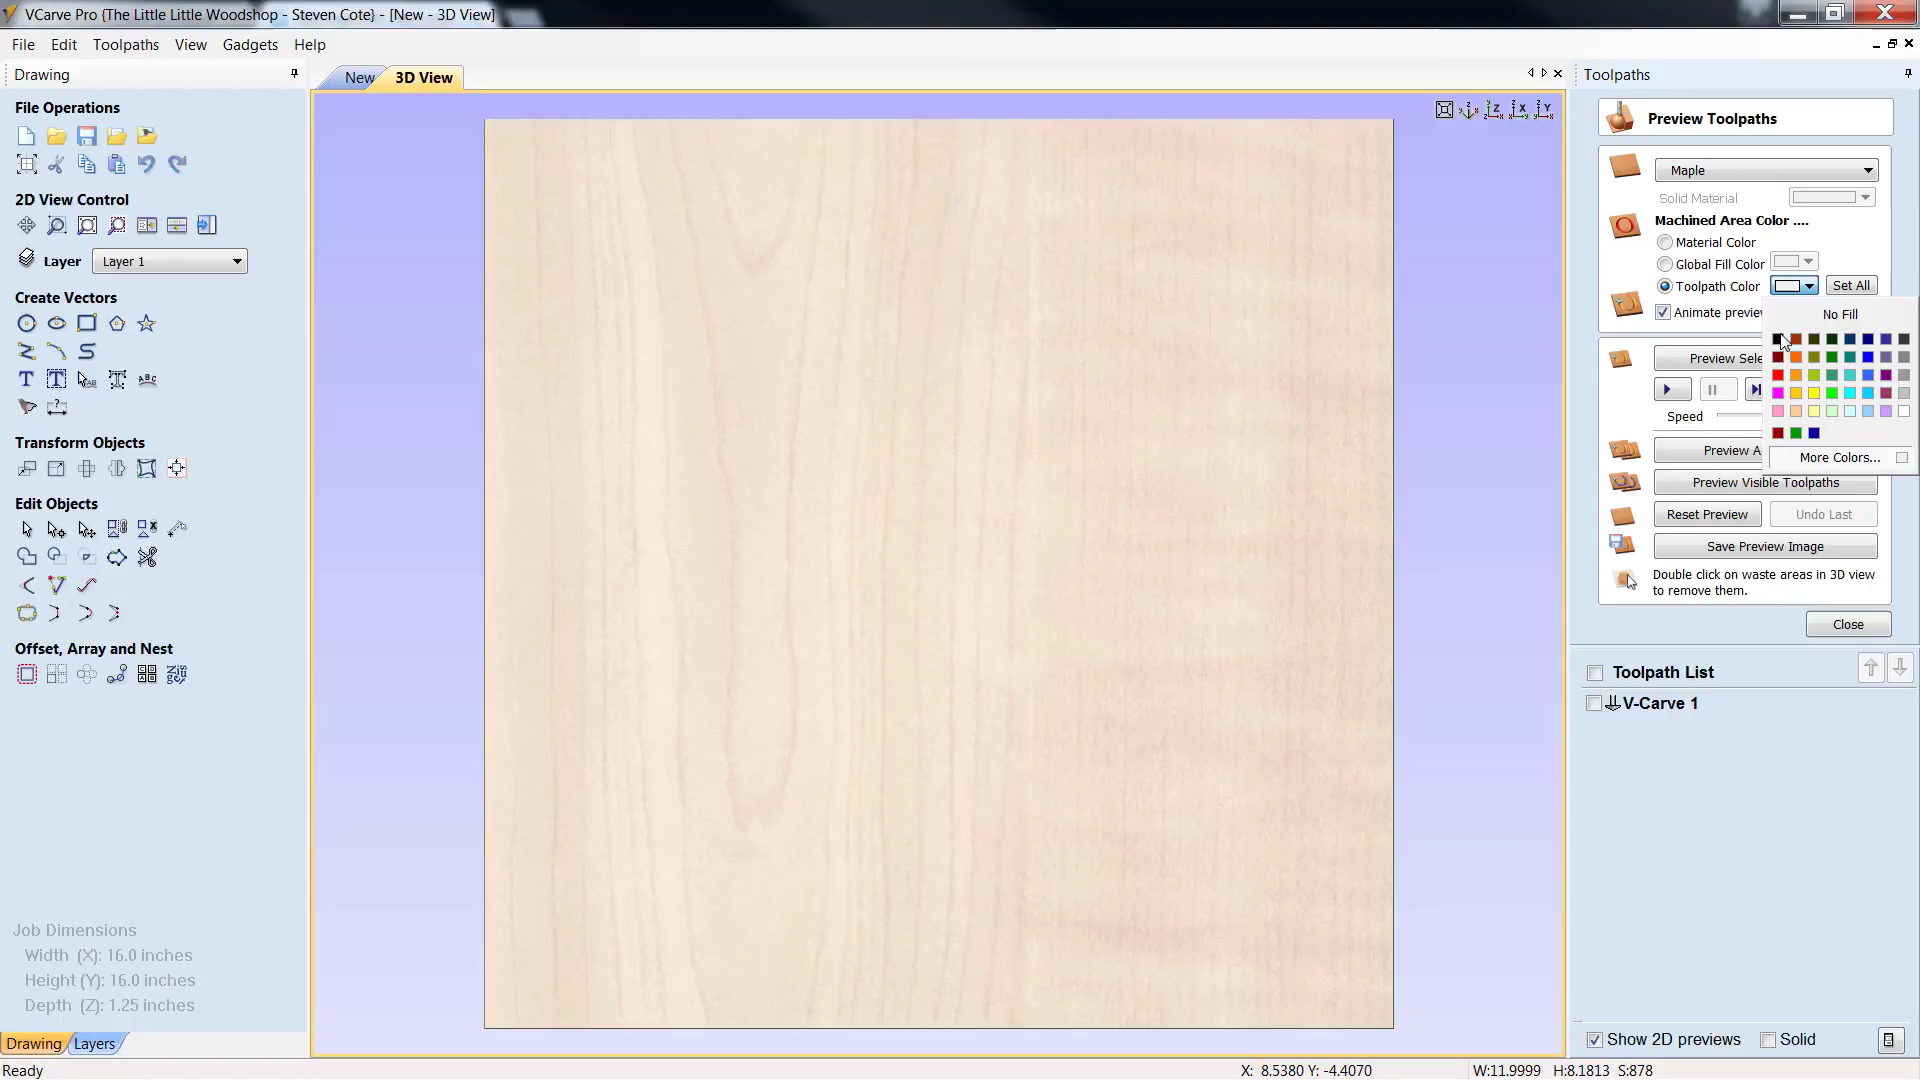 VCarve Pro {The Little Little Woodshop - Steven Cote} - [New - 3D View]
File Edit Toolpaths View Gadgets Help
Drawing
File Operations
2D View Control
Layer Layer 1
Create Vectors
Transform Objects
Edit Objects
Offset, Array and Nest
Job Dimensions
Width (X): 16.0 inches
Height (Y): 16.0 inches
Depth (Z): 1.25 inches
Drawing Layers
Ready
New 3D View
Toolpaths
Preview Toolpaths
Maple
Solid Material
Machined Area Color ....
Material Color
Global Fill Color
Toolpath Color Set All
Animate preview
No Fill
More Colors...
Preview Sele
Speed
Preview A
Preview Visible Toolpaths
Reset Preview Undo Last
Save Preview Image
Double click on waste areas in 3D view
to remove them.
Close
Toolpath List
V-Carve 1
Show 2D previews Solid
X: 8.5380 Y: -4.4070 W:11.9999 H:8.1813 S:878